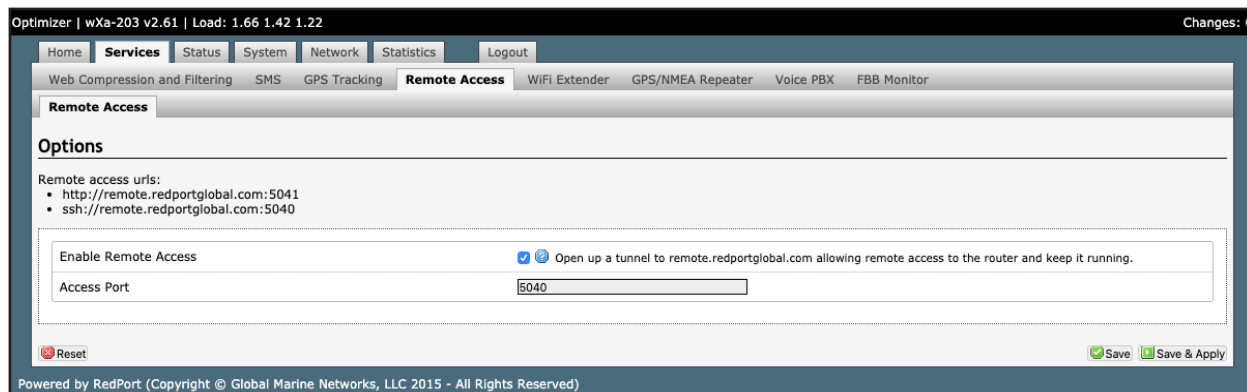 Optimizer | wXa-203 v2.61 | Load: 1.66 1.42 1.22 Changes:
Home Services Status System Network Statistics Logout
Web Compression and Filtering SMS GPS Tracking Remote Access WiFi Extender GPS/NMEA Repeater Voice PBX FBB Monitor
Remote Access
Options
Remote access urls:
• http://remote.redportglobal.com:5041
• ssh://remote.redportglobal.com:5040
Enable Remote Access Open up a tunnel to remote.redportglobal.com allowing remote access to the router and keep it running.
Access Port 5040
Reset Save Save & Apply
Powered by RedPort (Copyright © Global Marine Networks, LLC 2015 - All Rights Reserved)